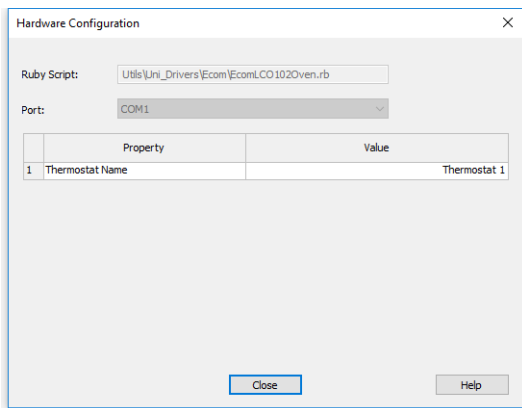 Hardware Configuration
Ruby Script: Utils\Uni_Drivers\Ecom\EcomLCO102Oven.rb
Port: COM1
Property Value
1 Thermostat Name Thermostat 1
Close Help